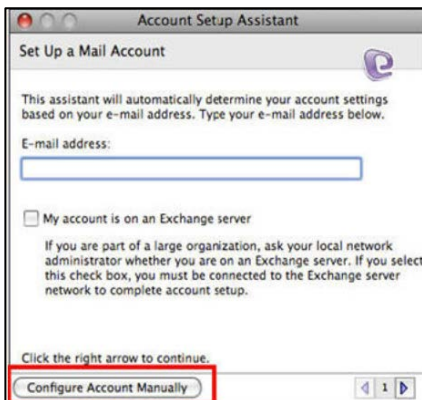 Account Setup Assistant
Set Up a Mail Account
This assistant will automatically determine your account settings
based on your e-mail address. Type your e-mail address below.
E-mail address:
My account is on an Exchange server
If you are part of a large organization, ask your local network
administrator whether you are on an Exchange server. If you select
this check box, you must be connected to the Exchange server
network to complete account setup.
Click the right arrow to continue.
Configure Account Manually
1